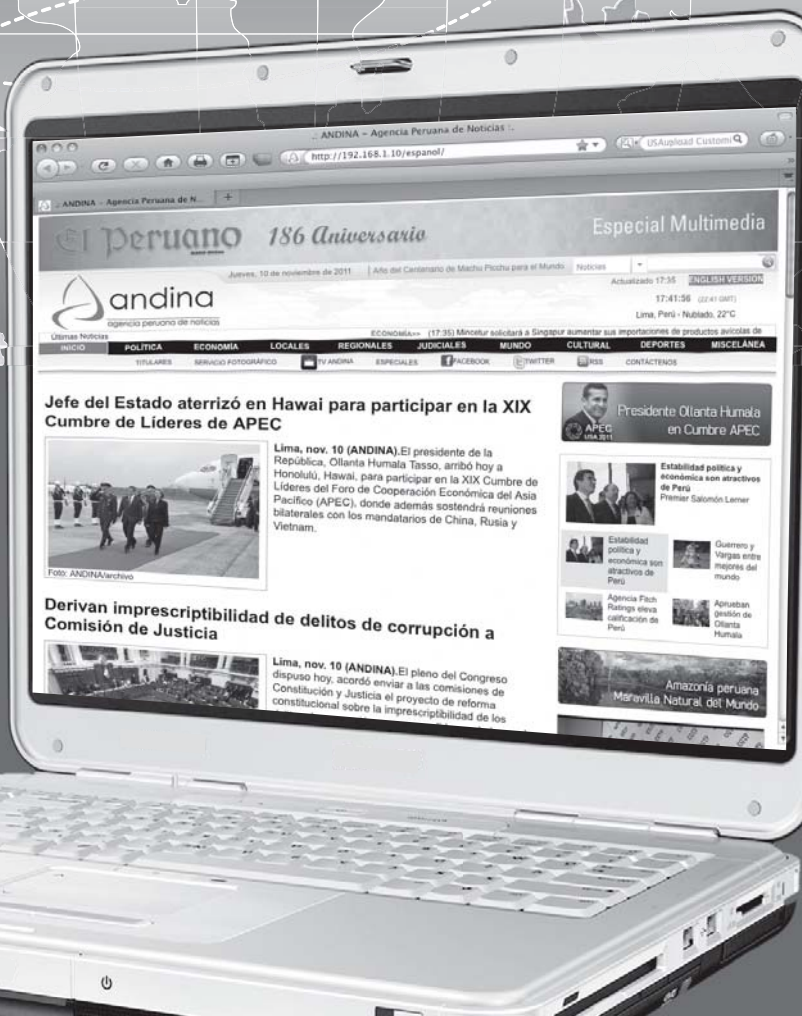 .: ANDINA - Agencia Peruana de Noticias :.
http://192.168.1.10/espanol/
USAupload Customi
.: ANDINA - Agencia Peruana de N...
El Peruano 186 Aniversario
Especial Multimedia
Jueves, 10 de noviembre de 2011 | Año del Centenario de Machu Picchu para el Mundo
Noticias
andina
agencia peruana de noticias
Actualizado 17:35 ENGLISH VERSION
17:41:56 (22:41 GMT)
Lima, Perú - Nublado, 22°C
Últimas Noticias
ECONOMÍA>> (17:35) Mincetur solicitará a Singapur aumentar sus importaciones de productos avícolas de
INICIO POLÍTICA ECONOMÍA LOCALES REGIONALES JUDICIALES MUNDO CULTURAL DEPORTES MISCELÁNEA
TITULARES SERVICIO FOTOGRÁFICO TV ANDINA ESPECIALES FACEBOOK TWITTER RSS CONTÁCTENOS
Jefe del Estado aterrizó en Hawai para participar en la XIX
Cumbre de Líderes de APEC
Lima, nov. 10 (ANDINA).El presidente de la
República, Ollanta Humala Tasso, arribó hoy a
Honolulú, Hawai, para participar en la XIX Cumbre de
Líderes del Foro de Cooperación Económica del Asia
Pacífico (APEC), donde además sostendrá reuniones
bilaterales con los mandatarios de China, Rusia y
Vietnam.
Foto: ANDINA/archivo
Derivan imprescriptibilidad de delitos de corrupción a
Comisión de Justicia
Lima, nov. 10 (ANDINA).El pleno del Congreso
dispuso hoy, acordó enviar a las comisiones de
Constitución y Justicia el proyecto de reforma
constitucional sobre la imprescriptibilidad de los
APEC
USA 2011
Presidente Ollanta Humala
en Cumbre APEC
Estabilidad política y
económica son atractivos
de Perú
Premier Salomón Lerner
Estabilidad
política y
económica son
atractivos de
Perú
Guerrero y
Vargas entre
mejores del
mundo
Agencia Fitch
Ratings eleva
calificación de
Perú
Aprueban
gestión de
Ollanta
Humala
Amazonía peruana
Maravilla Natural del Mundo